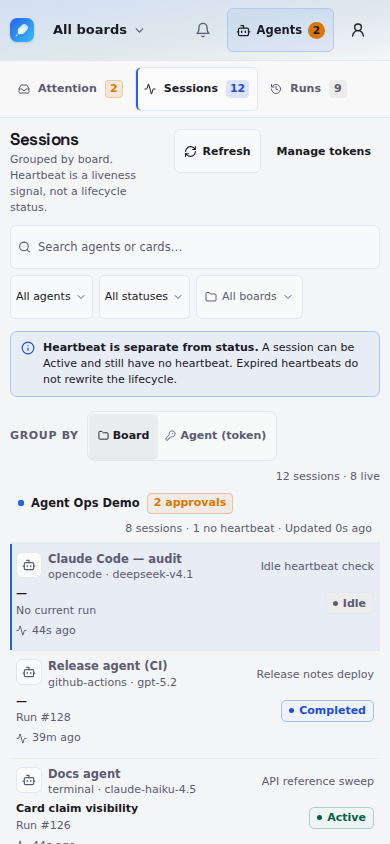 All boards
Agents 2
Attention 2
Sessions 12
Runs 9
Sessions
Grouped by board.
Heartbeat is a liveness
signal, not a lifecycle
status.
Refresh
Manage tokens
Search agents or cards...
All agents
All statuses
All boards
Heartbeat is separate from status. A session can be
Active and still have no heartbeat. Expired heartbeats do
not rewrite the lifecycle.
GROUP BY
Board
Agent (token)
12 sessions · 8 live
Agent Ops Demo
2 approvals
8 sessions · 1 no heartbeat · Updated 0s ago
Claude Code — audit
opencode · deepseek-v4.1
Idle heartbeat check
—
No current run
Idle
44s ago
Release agent (CI)
github-actions · gpt-5.2
Release notes deploy
—
Run #128
Completed
39m ago
Docs agent
terminal · claude-haiku-4.5
API reference sweep
Card claim visibility
Run #126
Active
44s ago